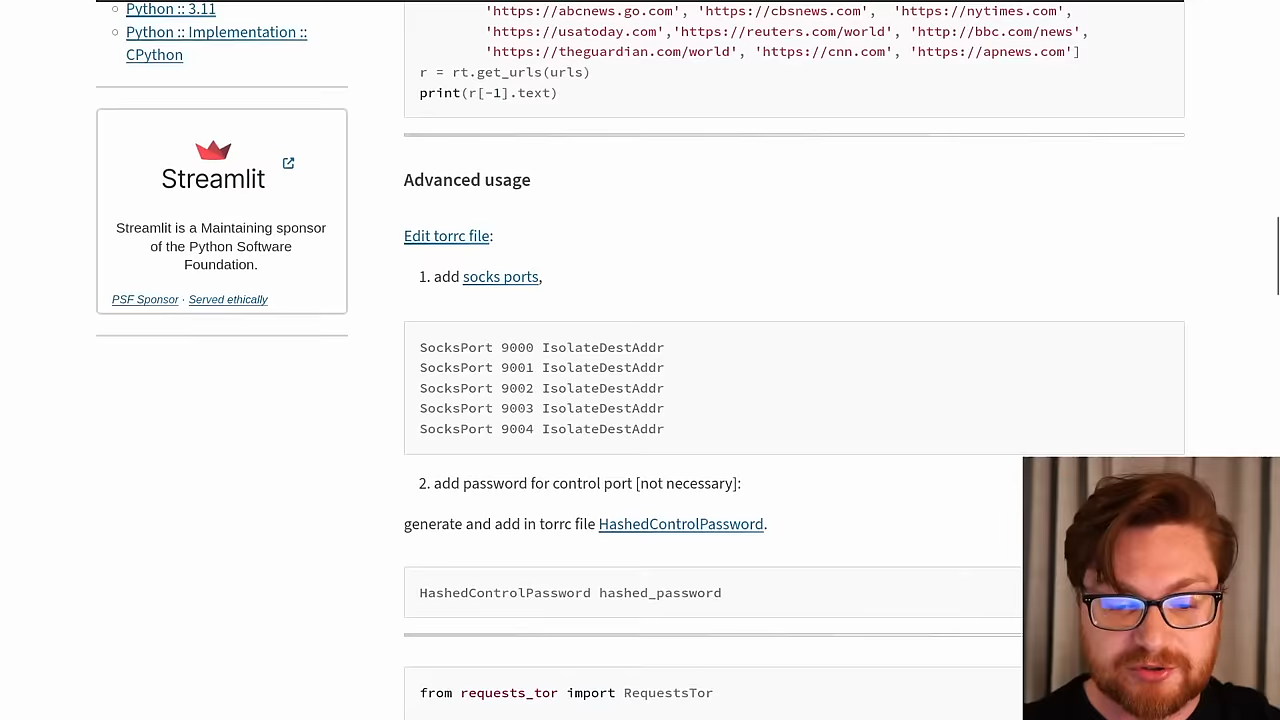 Python :: 3.11
Python :: Implementation ::
CPython
Streamlit
Streamlit is a Maintaining sponsor
of the Python Software
Foundation.
PSF Sponsor · Served ethically
'https://abcnews.go.com', 'https://cbsnews.com',  'https://nytimes.com',
'https://usatoday.com','https://reuters.com/world', 'http://bbc.com/news',
'https://theguardian.com/world', 'https://cnn.com', 'https://apnews.com']
r = rt.get_urls(urls)
print(r[-1].text)
Advanced usage
Edit torrc file:
1. add socks ports,
SocksPort 9000 IsolateDestAddr
SocksPort 9001 IsolateDestAddr
SocksPort 9002 IsolateDestAddr
SocksPort 9003 IsolateDestAddr
SocksPort 9004 IsolateDestAddr
2. add password for control port [not necessary]:
generate and add in torrc file HashedControlPassword.
HashedControlPassword hashed_password
from requests_tor import RequestsTor